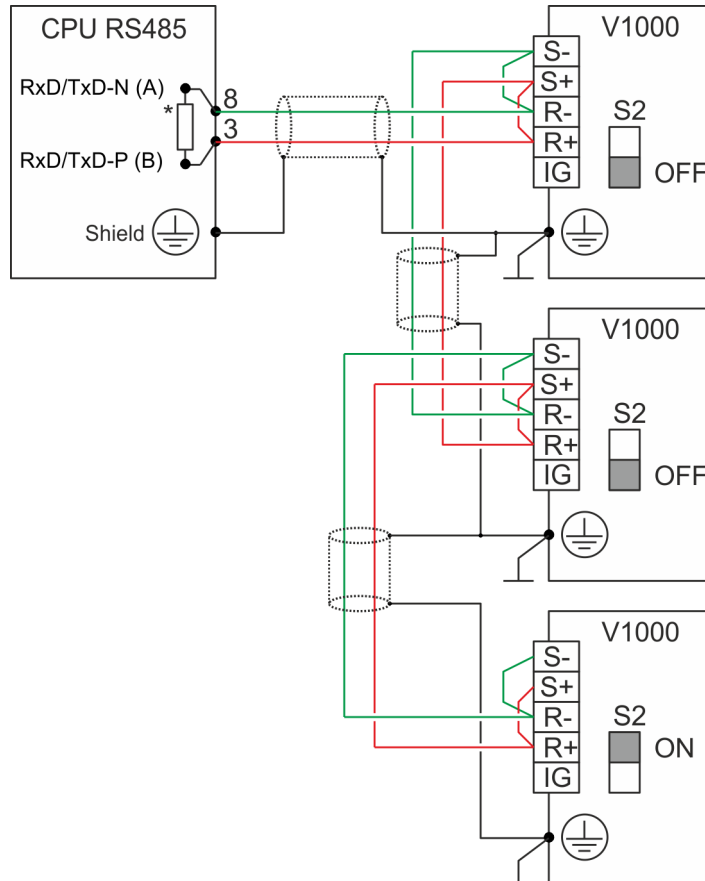 CPU RS485
RxD/TxD-N (A)
8
*
3
RxD/TxD-P (B)
Shield
V1000
S-
S+
R-
R+
IG
S2
OFF
V1000
S-
S+
R-
R+
IG
S2
OFF
V1000
S-
S+
R-
R+
IG
S2
ON